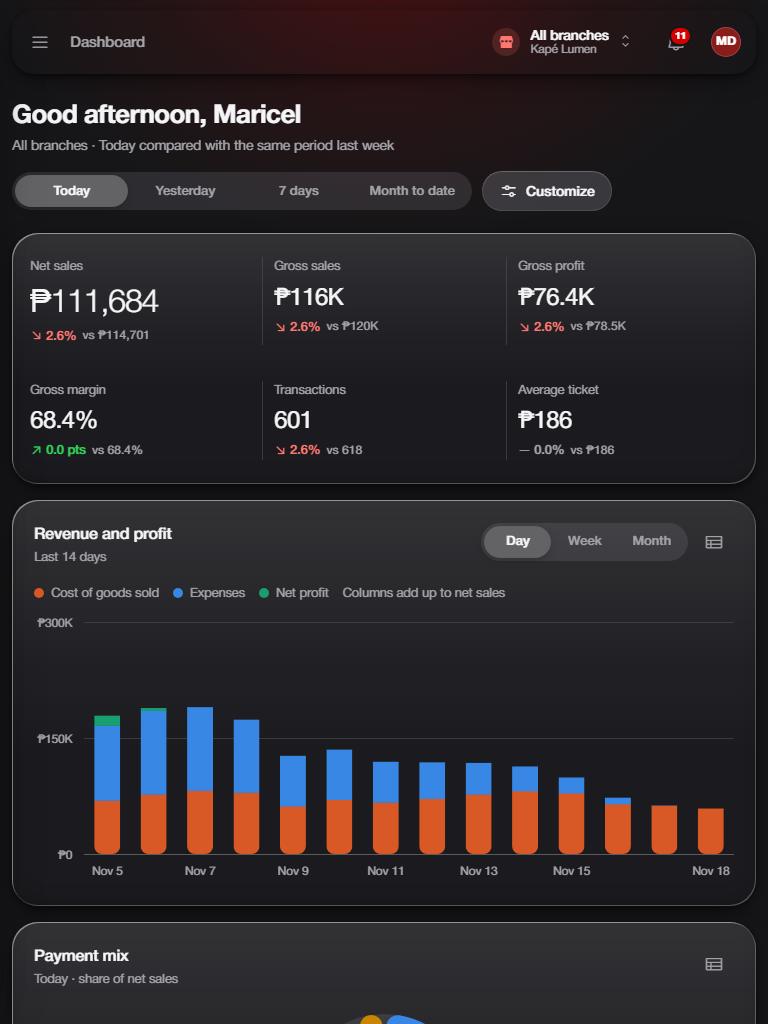 Dashboard
All branches
Kapé Lumen
11
MD
Good afternoon, Maricel
All branches · Today compared with the same period last week
Today
Yesterday
7 days
Month to date
Customize
Net sales
Gross sales
Gross profit
₱111,684
₱116K
₱76.4K
↘ 2.6% vs ₱114,701
↘ 2.6% vs ₱120K
↘ 2.6% vs ₱78.5K
Gross margin
Transactions
Average ticket
68.4%
601
₱186
↗ 0.0 pts vs 68.4%
↘ 2.6% vs 618
— 0.0% vs ₱186
Revenue and profit
Last 14 days
Day
Week
Month
Cost of goods sold
Expenses
Net profit
Columns add up to net sales
₱300K
₱150K
₱0
Nov 5
Nov 7
Nov 9
Nov 11
Nov 13
Nov 15
Nov 18
Payment mix
Today · share of net sales